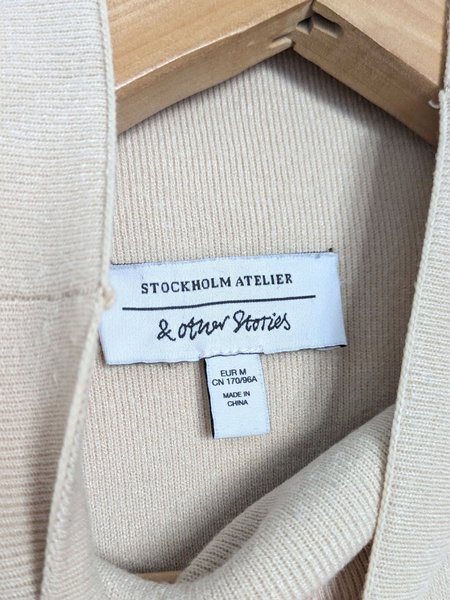 STOCKHOLM ATELIER
& other Stories
EUR M
CN 170/96A
MADE IN
CHINA